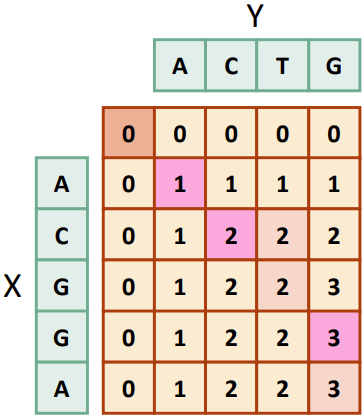 Y
A C T G
0 0 0 0 0
A 0 1 1 1 1
C 0 1 2 2 2
X G 0 1 2 2 3
G 0 1 2 2 3
A 0 1 2 2 3